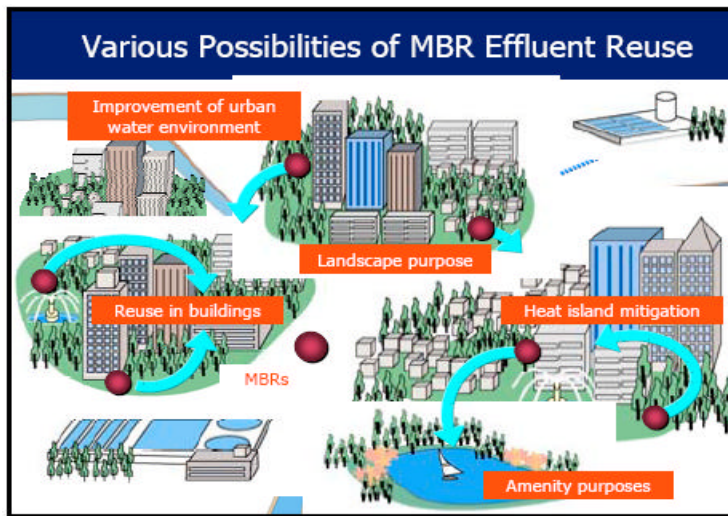 Various Possibilities of MBR Effluent Reuse
Improvement of urban
water environment
Landscape purpose
Reuse in buildings
Heat island mitigation
MBRs
Amenity purposes